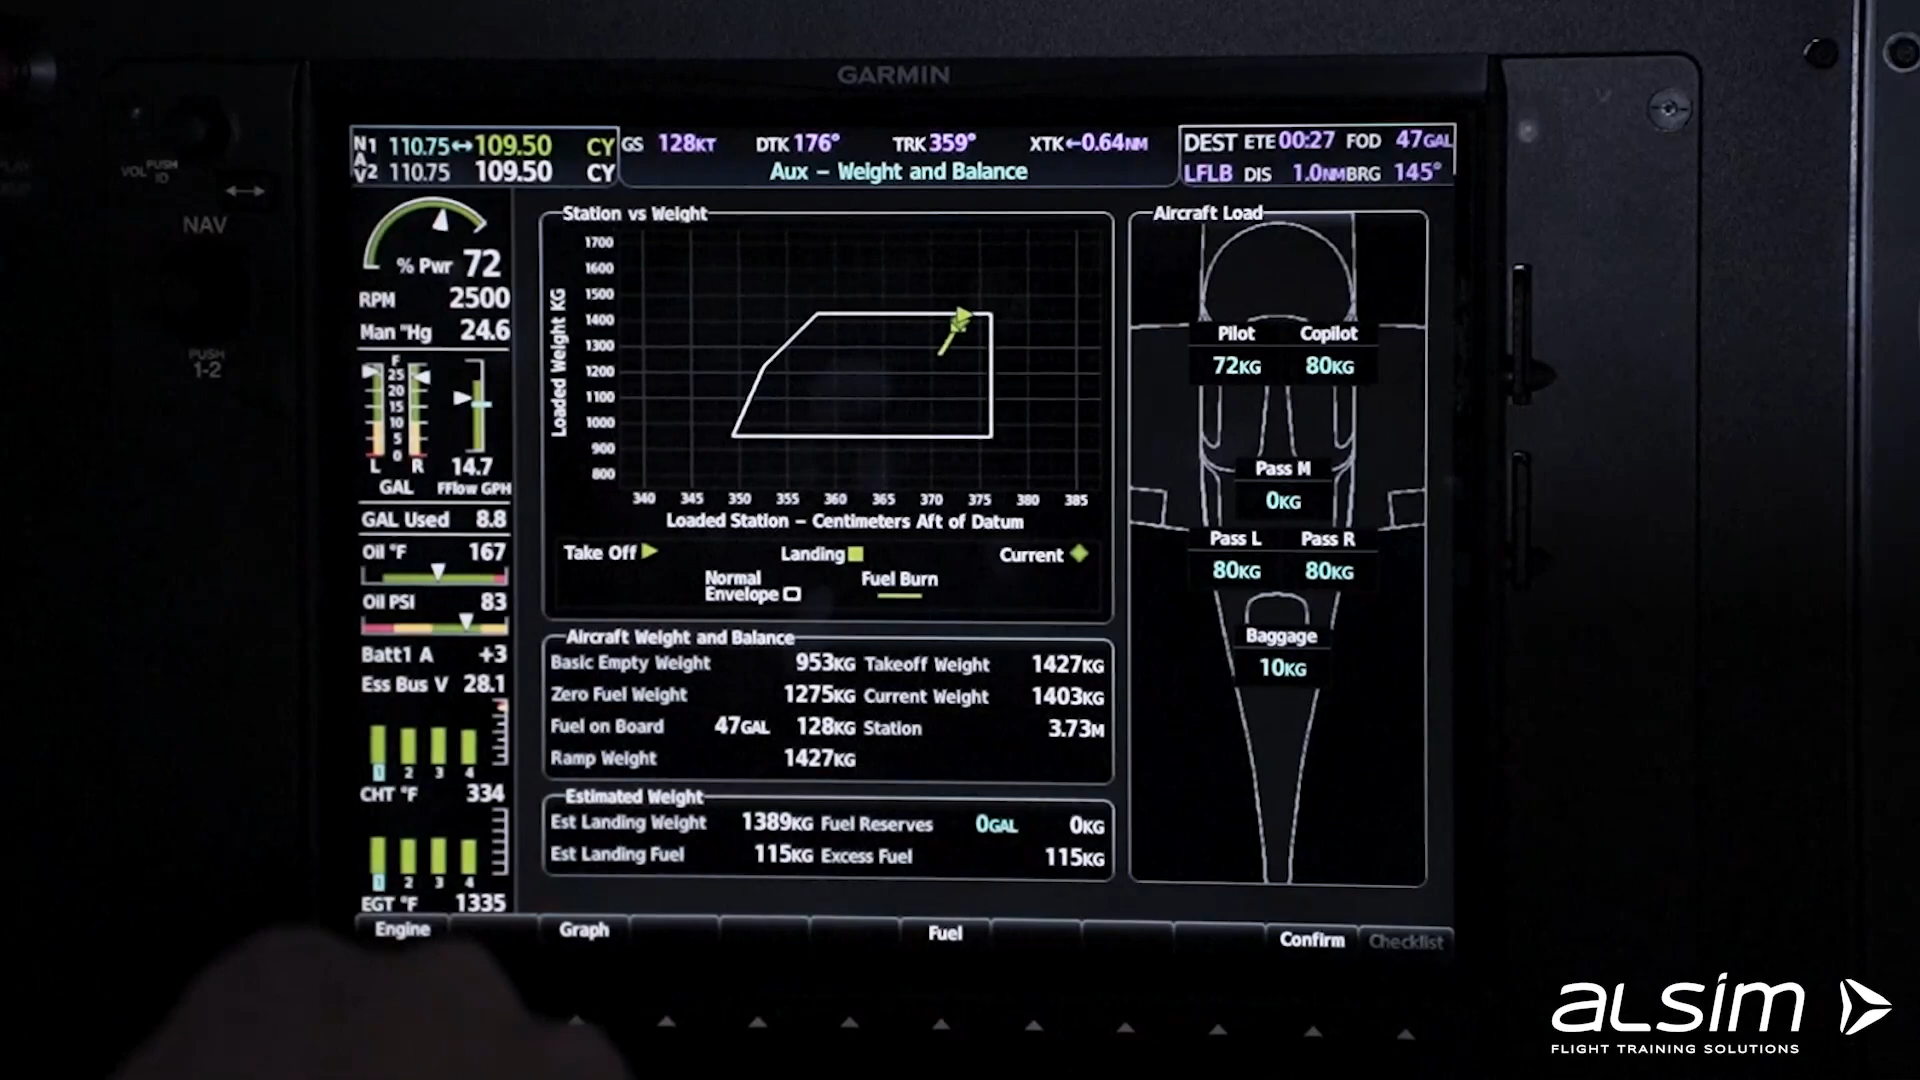 GARMIN
VOL PUSH ID
NAV
PUSH 1-2
N1 110.75↔109.50 CY
A
V2 110.75 109.50 CY
GS 128KT DTK 176° TRK 359° XTK←0.64NM
Aux – Weight and Balance
DEST ETE 00:27 FOD 47GAL
LFLB DIS 1.0NM BRG 145°
% Pwr 72
RPM 2500
Man "Hg 24.6
F
25
20
15
10
5
0
L R 14.7
GAL FFlow GPH
GAL Used 8.8
Oil °F 167
Oil PSI 83
Batt1 A +3
Ess Bus V 28.1
1 2 3 4
CHT °F 334
1 2 3 4
EGT °F 1335
Station vs Weight
Loaded Weight KG
1700
1600
1500
1400
1300
1200
1100
1000
900
800
340 345 350 355 360 365 370 375 380 385
Loaded Station – Centimeters Aft of Datum
Take Off Landing Current
Normal Envelope
Fuel Burn
Aircraft Weight and Balance
Basic Empty Weight 953KG Takeoff Weight 1427KG
Zero Fuel Weight 1275KG Current Weight 1403KG
Fuel on Board 47GAL 128KG Station 3.73M
Ramp Weight 1427KG
Estimated Weight
Est Landing Weight 1389KG Fuel Reserves 0GAL 0KG
Est Landing Fuel 115KG Excess Fuel 115KG
Aircraft Load
Pilot Copilot
72KG 80KG
Pass M
0KG
Pass L Pass R
80KG 80KG
Baggage
10KG
Engine Graph Fuel Confirm Checklist
ALSIM
FLIGHT TRAINING SOLUTIONS